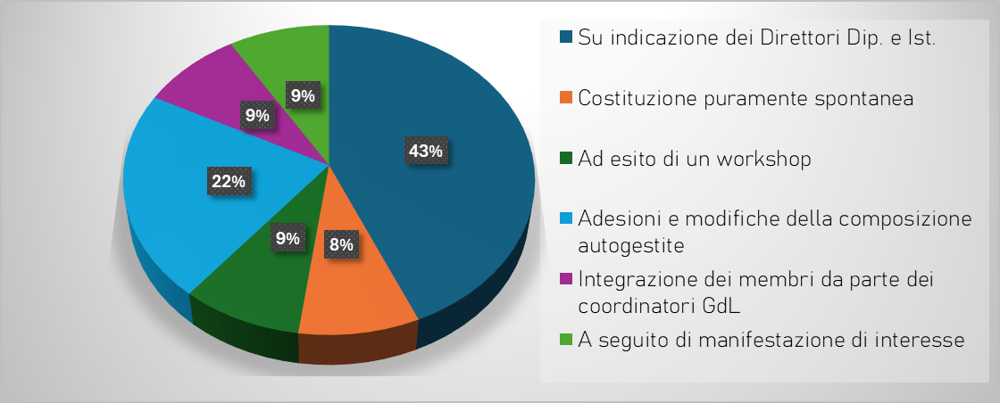 43%
8%
9%
22%
9%
9%
Su indicazione dei Direttori Dip. e Ist.
Costituzione puramente spontanea
Ad esito di un workshop
Adesioni e modifiche della composizione
autogestite
Integrazione dei membri da parte dei
coordinatori GdL
A seguito di manifestazione di interesse